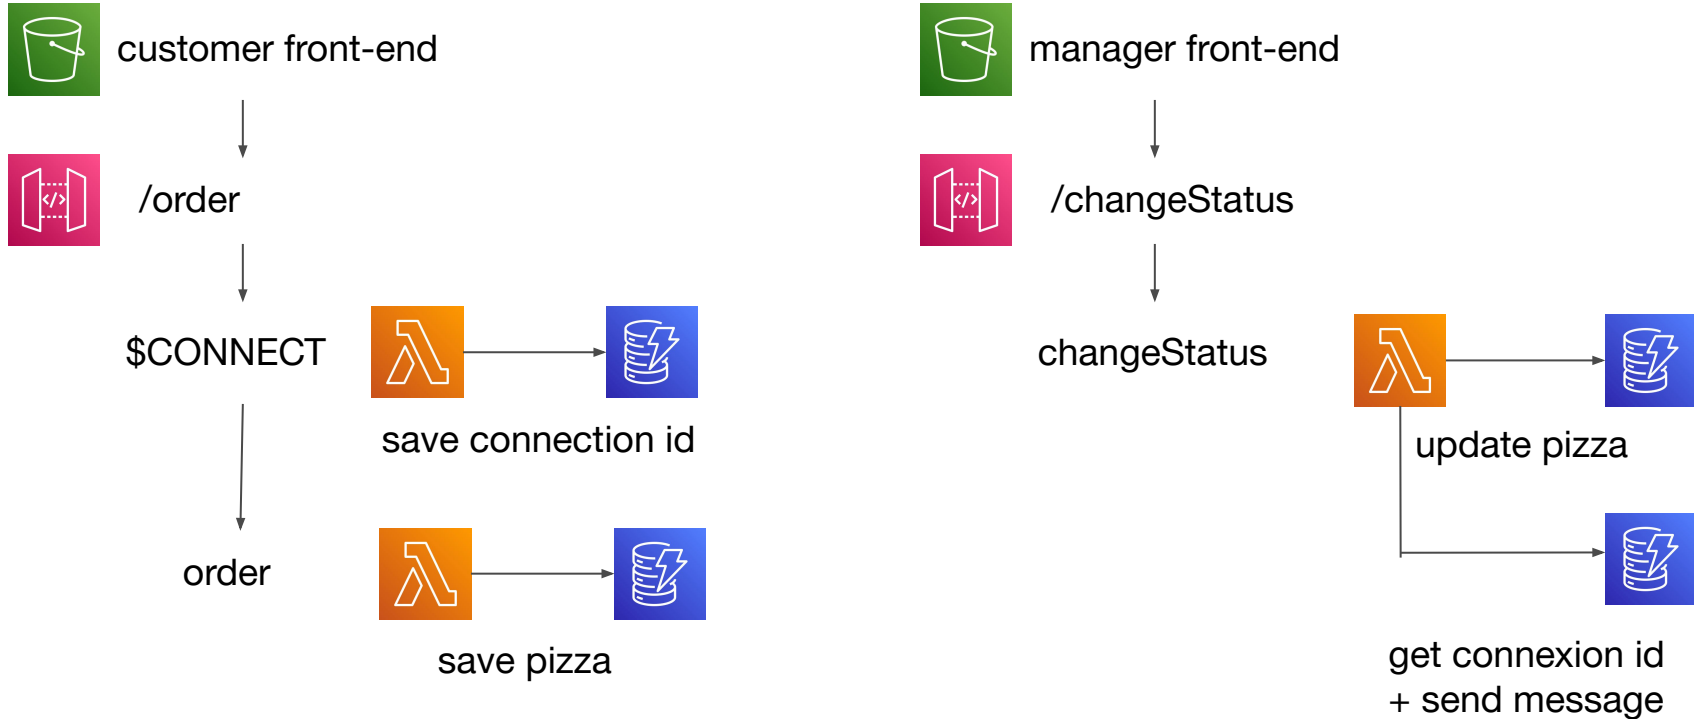 customer front-end
/order
$CONNECT
save connection id
order
save pizza
manager front-end
/changeStatus
changeStatus
update pizza
get connexion id
+ send message